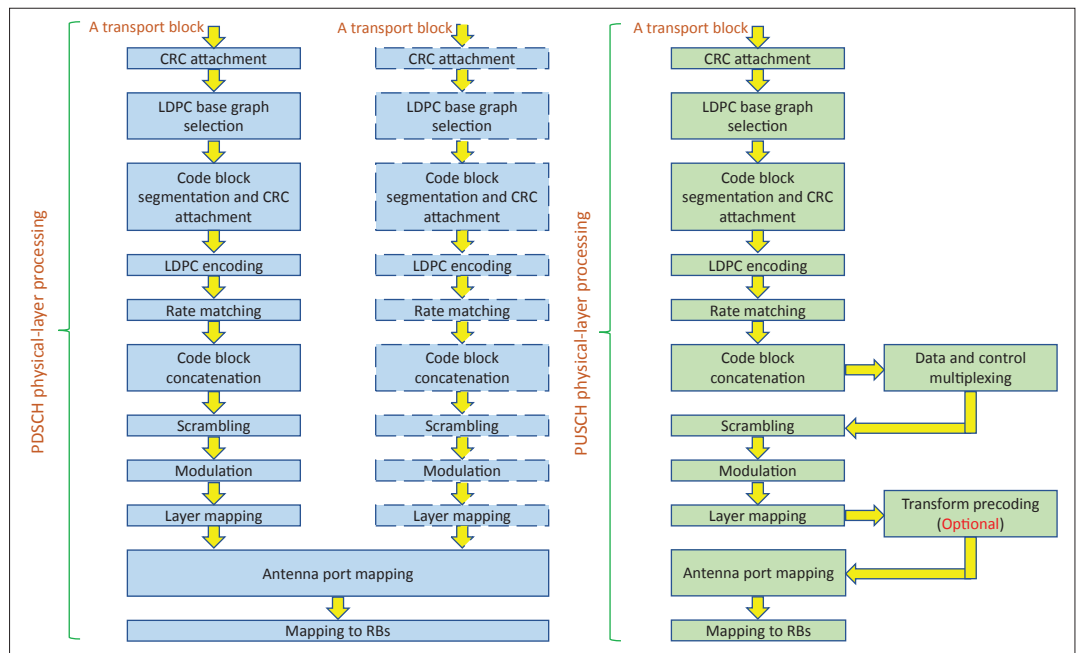 PDSCH physical-layer processing
A transport block
CRC attachment
LDPC base graph
selection
Code block
segmentation and CRC
attachment
LDPC encoding
Rate matching
Code block
concatenation
Scrambling
Modulation
Layer mapping
A transport block
CRC attachment
LDPC base graph
selection
Code block
segmentation and CRC
attachment
LDPC encoding
Rate matching
Code block
concatenation
Scrambling
Modulation
Layer mapping
Antenna port mapping
Mapping to RBs
PUSCH physical-layer processing
A transport block
CRC attachment
LDPC base graph
selection
Code block
segmentation and CRC
attachment
LDPC encoding
Rate matching
Code block
concatenation
Data and control
multiplexing
Scrambling
Modulation
Layer mapping
Transform precoding
(Optional)
Antenna port mapping
Mapping to RBs